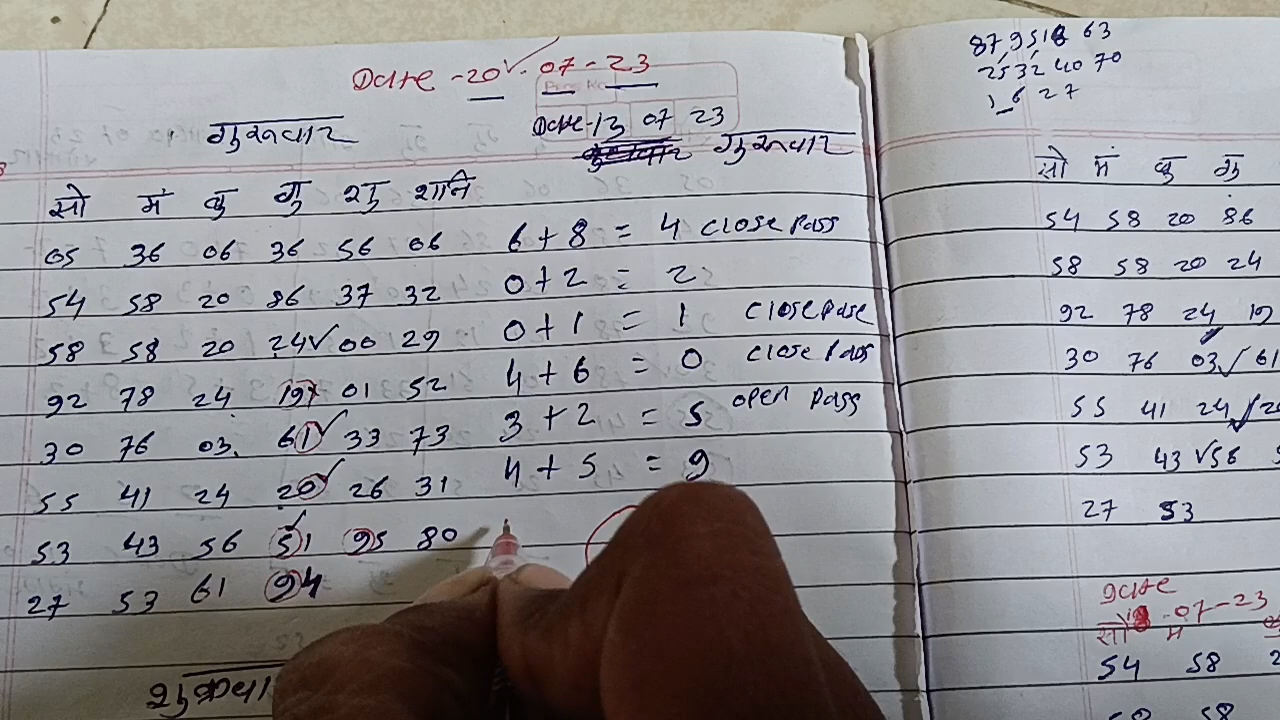 Date - 20 - 07 - 23
गुरूवार
Date - 13 07 23
गुरूवार
सो मं बु गु शु शनि
05 36 06 36 56 06 6 + 8 = 4 close pass
54 58 20 86 37 32 0 + 2 = 2
58 58 20 24 00 29 0 + 1 = 1 close pase
92 78 24 19 01 52 4 + 6 = 0 close pass
30 76 03 61 33 73 3 + 2 = 5 open pass
55 41 24 20 26 31 4 + 5 = 9
53 43 56 51 95 80
27 53 61 94
87 95 18 63
25 32 40 70
16 27
सो मं बु गु
54 58 20 86
58 58 20 24
92 78 24 19
30 76 03 61
55 41 24
53 43 56
27 53
Date
-07-23
सो म
54 58